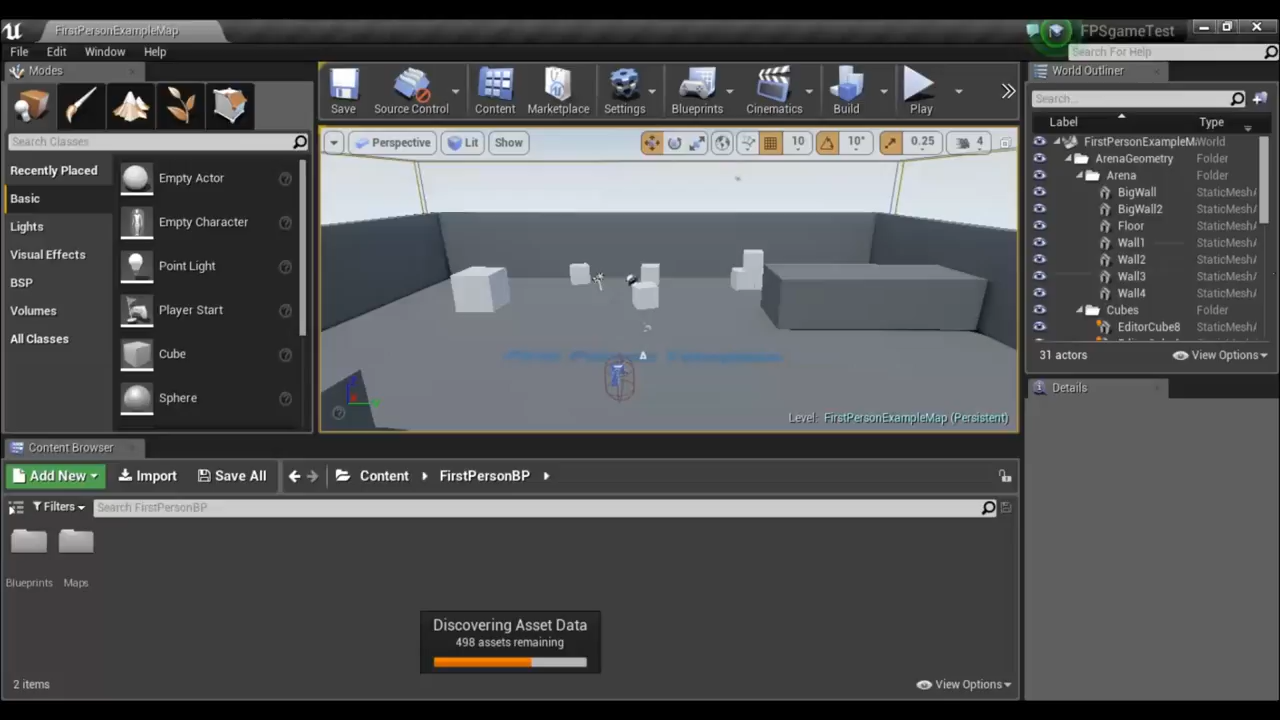 FirstPersonExampleMap
FPSgameTest
File Edit Window Help
Search For Help
Modes
Save
Source Control
Content
Marketplace
Settings
Blueprints
Cinematics
Build
Play
World Outliner
Search Classes
Search...
Label
Type
Perspective
Lit
Show
10
10°
0.25
4
Recently Placed
Basic
Lights
Visual Effects
BSP
Volumes
All Classes
Empty Actor
Empty Character
Point Light
Player Start
Cube
Sphere
FirstPersonExampleM World
ArenaGeometry Folder
Arena Folder
BigWall StaticMesh
BigWall2 StaticMesh
Floor StaticMesh
Wall1 StaticMesh
Wall2 StaticMesh
Wall3 StaticMesh
Wall4 StaticMesh
Cubes Folder
EditorCube8 StaticMesh
31 actors
View Options
Level: FirstPersonExampleMap (Persistent)
Details
Content Browser
Add New
Import
Save All
Content
FirstPersonBP
Filters
Search FirstPersonBP
Blueprints
Maps
Discovering Asset Data
498 assets remaining
2 items
View Options